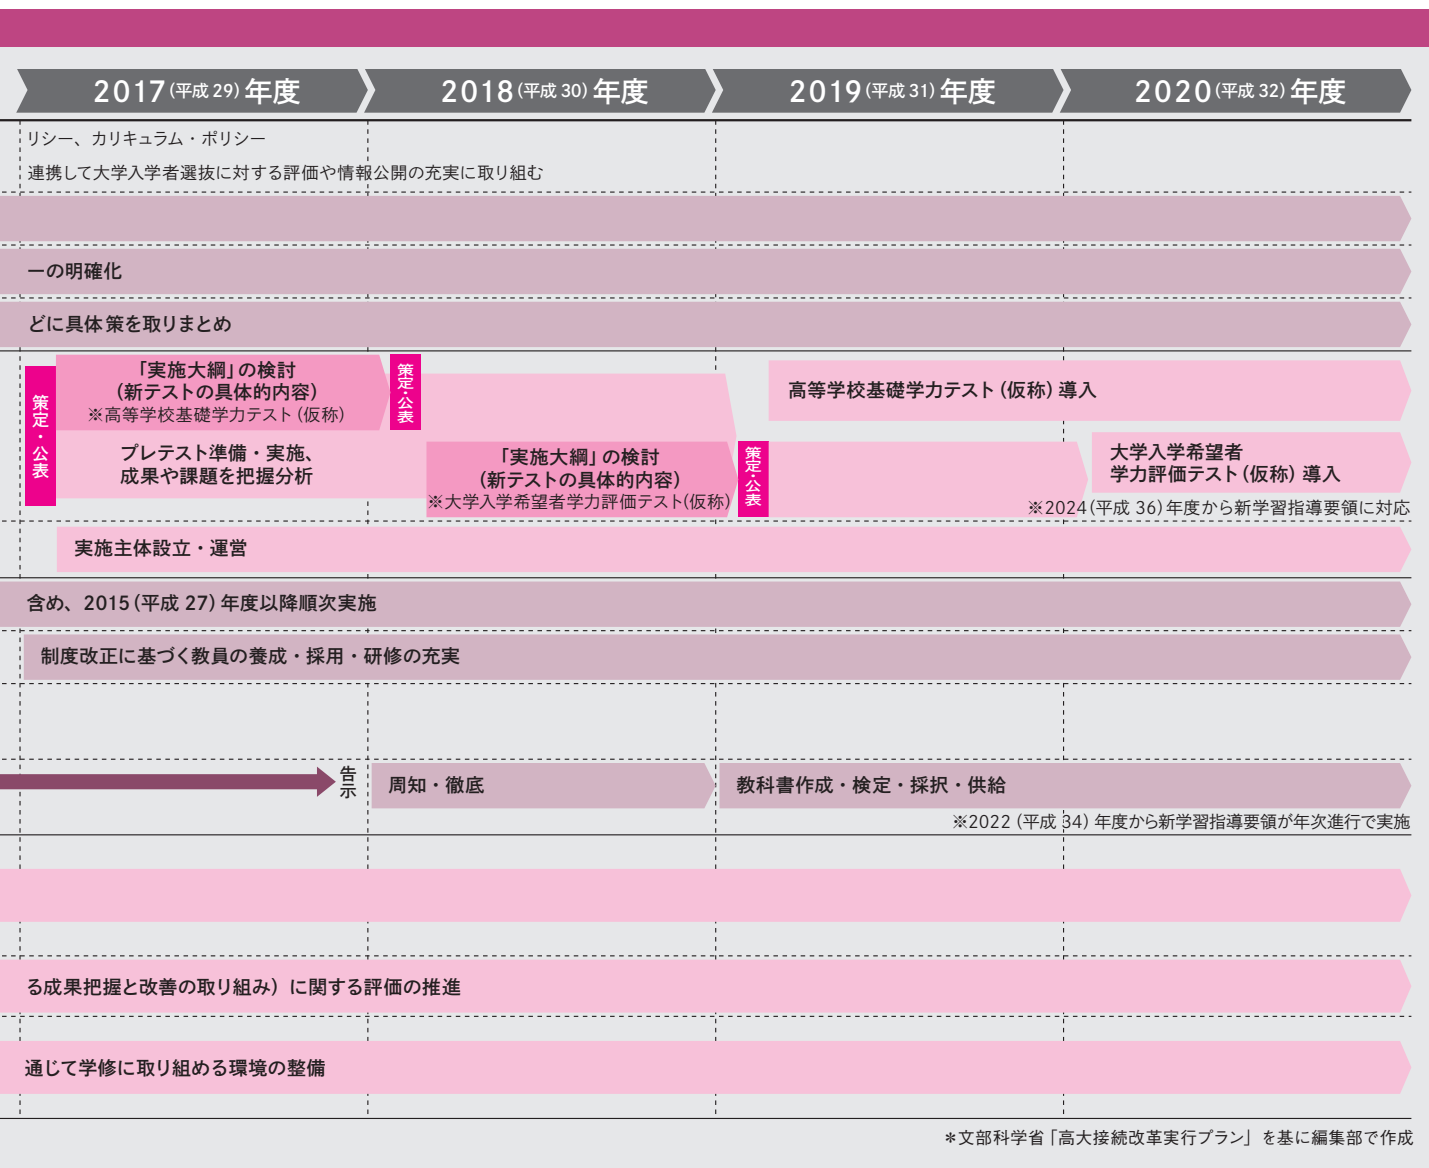 2017(平成 29)年度
2018(平成 30)年度
2019(平成 31)年度
2020(平成 32)年度
リシー、カリキュラム・ポリシー
連携して大学入学者選抜に対する評価や情報公開の充実に取り組む
ーの明確化
どに具体策を取りまとめ
策定・公表
「実施大綱」の検討
(新テストの具体的内容)
※高等学校基礎学力テスト(仮称)
策定・公表
高等学校基礎学力テスト(仮称)導入
プレテスト準備・実施、
成果や課題を把握分析
「実施大綱」の検討
(新テストの具体的内容)
※大学入学希望者学力評価テスト(仮称)
策定・公表
大学入学希望者
学力評価テスト(仮称)導入
※2024(平成 36)年度から新学習指導要領に対応
実施主体設立・運営
含め、2015(平成 27)年度以降順次実施
制度改正に基づく教員の養成・採用・研修の充実
告示
周知・徹底
教科書作成・検定・採択・供給
※2022(平成 34)年度から新学習指導要領が年次進行で実施
る成果把握と改善の取り組み)に関する評価の推進
通じて学修に取り組める環境の整備
*文部科学省「高大接続改革実行プラン」を基に編集部で作成